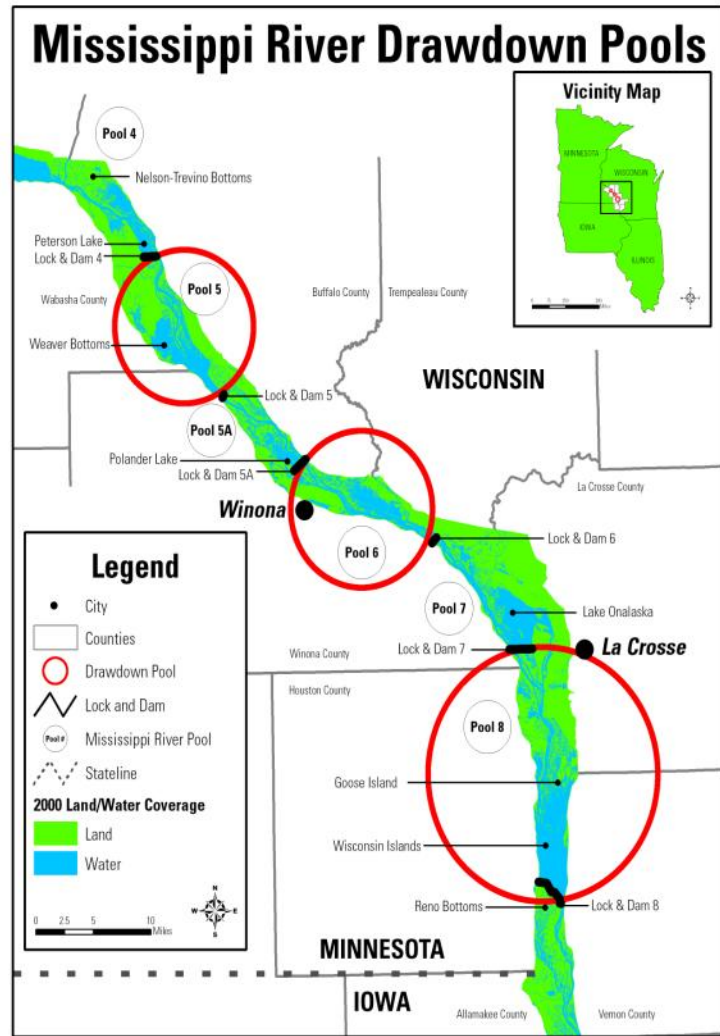 Mississippi River Drawdown Pools
Vicinity Map
MINNESOTA
WISCONSIN
IOWA
ILLINOIS
Pool 4
Nelson-Trevino Bottoms
Peterson Lake
Lock & Dam 4
Pool 5
Wabasha County
Buffalo County
Trempealeau County
Weaver Bottoms
WISCONSIN
Lock & Dam 5
Pool 5A
Polander Lake
Lock & Dam 5A
La Crosse County
Winona
Pool 6
Lock & Dam 6
Pool 7
Lake Onalaska
Lock & Dam 7
La Crosse
Winona County
Houston County
Pool 8
Goose Island
Wisconsin Islands
Reno Bottoms
Lock & Dam 8
MINNESOTA
IOWA
Allamakee County
Vernon County
Legend
City
Counties
Drawdown Pool
Lock and Dam
Pool #
Mississippi River Pool
Stateline
2000 Land/Water Coverage
Land
Water
N
W
E
S
0 2.5 5 10
Miles